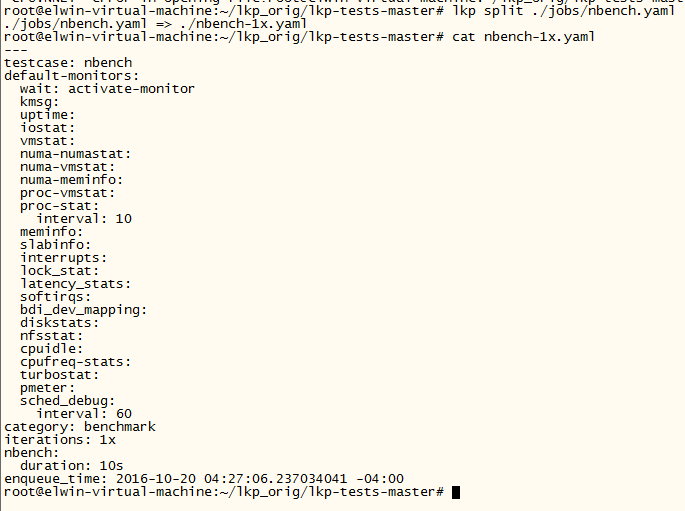 root@elwin-virtual-machine:~/lkp_orig/lkp-tests-master# lkp split ./jobs/nbench.yaml
./jobs/nbench.yaml => ./nbench-1x.yaml
root@elwin-virtual-machine:~/lkp_orig/lkp-tests-master# cat nbench-1x.yaml
---
testcase: nbench
default-monitors:
  wait: activate-monitor
  kmsg:
  uptime:
  iostat:
  vmstat:
  numa-numastat:
  numa-vmstat:
  numa-meminfo:
  proc-vmstat:
  proc-stat:
    interval: 10
  meminfo:
  slabinfo:
  interrupts:
  lock_stat:
  latency_stats:
  softirqs:
  bdi_dev_mapping:
  diskstats:
  nfsstat:
  cpuidle:
  cpufreq-stats:
  turbostat:
  pmeter:
  sched_debug:
    interval: 60
category: benchmark
iterations: 1x
nbench:
  duration: 10s
enqueue_time: 2016-10-20 04:27:06.237034041 -04:00
root@elwin-virtual-machine:~/lkp_orig/lkp-tests-master#